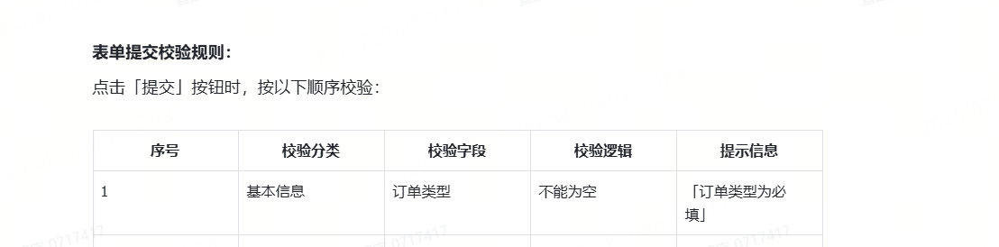 表单提交校验规则：
点击「提交」按钮时，按以下顺序校验：
序号 校验分类 校验字段 校验逻辑 提示信息
1 基本信息 订单类型 不能为空 「订单类型为必
填」
0717417
0717417
0717417